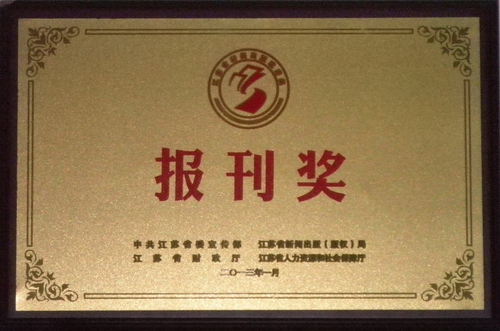 报刊奖
中共江苏省委宣传部 江苏省新闻出版(版权)局
江苏省财政厅 江苏省人力资源和社会保障厅
二〇一三年一月